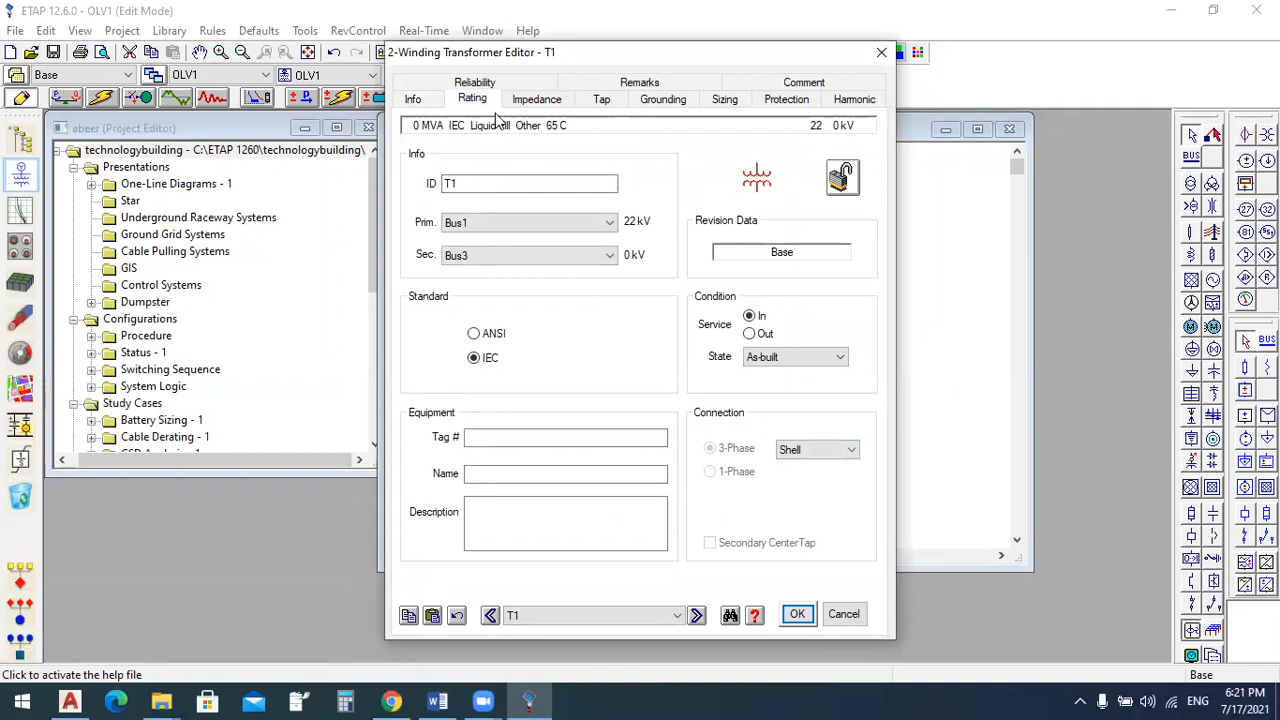 ETAP 12.6.0 - OLV1 (Edit Mode)
File Edit View Project Library Rules Defaults Tools RevControl Real-Time Window Help
Base OLV1 OLV1
abeer (Project Editor)
technologybuilding - C:\ETAP 1260\technologybuilding\
Presentations
One-Line Diagrams - 1
Star
Underground Raceway Systems
Ground Grid Systems
Cable Pulling Systems
GIS
Control Systems
Dumpster
Configurations
Procedure
Status - 1
Switching Sequence
System Logic
Study Cases
Battery Sizing - 1
Cable Derating - 1
2-Winding Transformer Editor - T1
Reliability Remarks Comment
Info Rating Impedance Tap Grounding Sizing Protection Harmonic
0 MVA IEC Liquid-fill Other 65 C 22 0 kV
Info
ID T1
Prim. Bus1 22 kV
Sec. Bus3 0 kV
Revision Data
Base
Standard
ANSI
IEC
Condition
Service In
Out
State As-built
Equipment
Tag #
Name
Description
Connection
3-Phase Shell
1-Phase
Secondary CenterTap
T1
OK Cancel
BUS
BUS
Click to activate the help file
Base
ENG
6:21 PM
7/17/2021